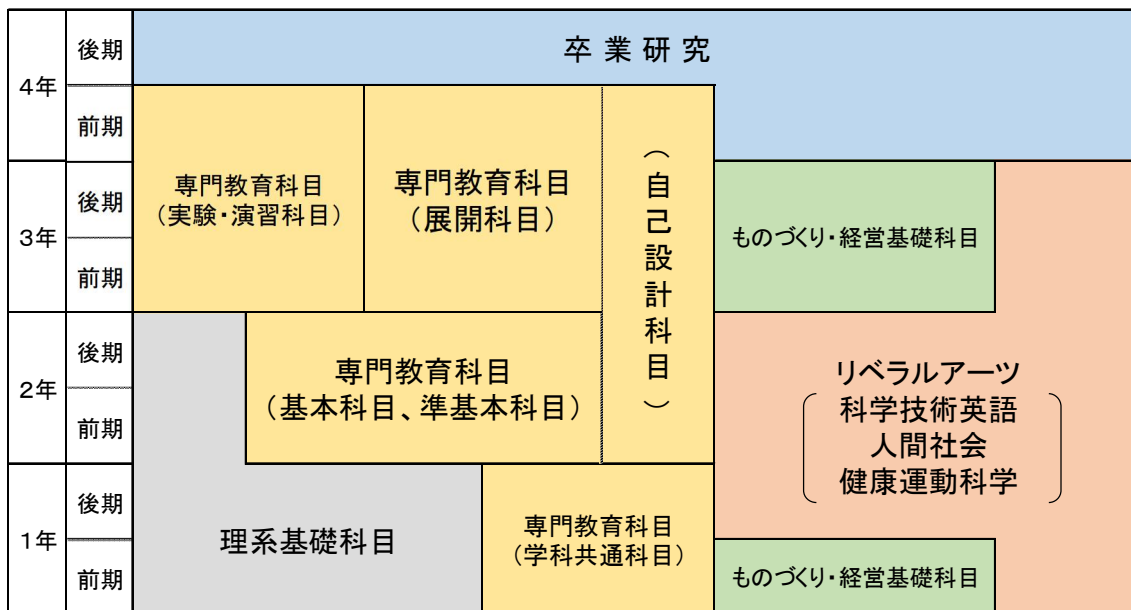 4年
後期
前期
卒業研究
3年
後期
前期
専門教育科目
(実験・演習科目)
専門教育科目
(展開科目)
(自己設計科目)
ものづくり・経営基礎科目
2年
後期
前期
専門教育科目
(基本科目、準基本科目)
リベラルアーツ
科学技術英語
人間社会
健康運動科学
1年
後期
前期
理系基礎科目
専門教育科目
(学科共通科目)
ものづくり・経営基礎科目